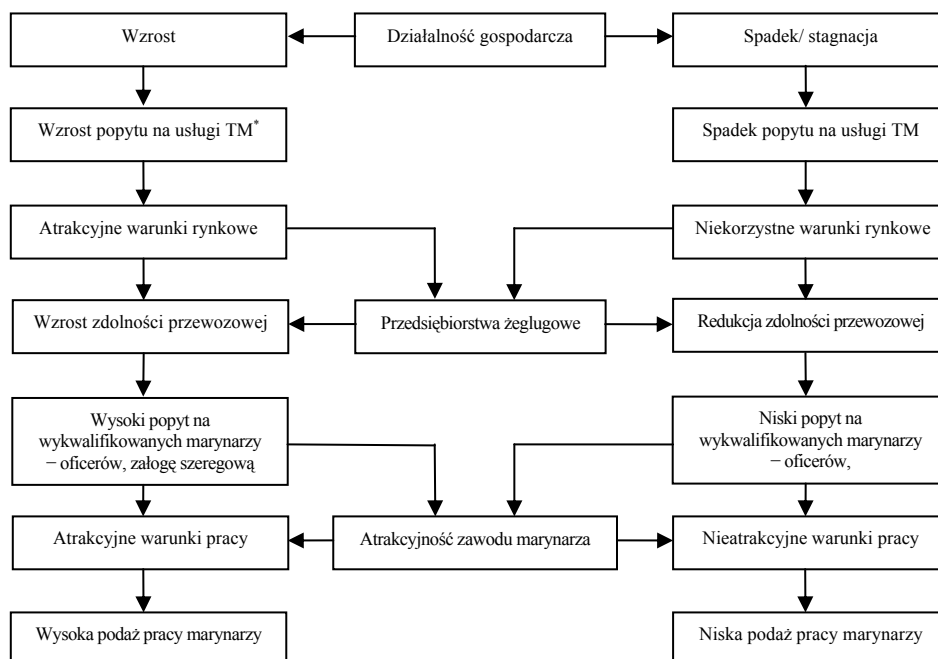 Wzrost
Działalność gospodarcza
Spadek/ stagnacja
Wzrost popytu na usługi TM*
Spadek popytu na usługi TM
Atrakcyjne warunki rynkowe
Niekorzystne warunki rynkowe
Wzrost zdolności przewozowej
Przedsiębiorstwa żeglugowe
Redukcja zdolności przewozowej
Wysoki popyt na
wykwalifikowanych marynarzy
− oficerów, załogę szeregową
Niski popyt na
wykwalifikowanych marynarzy
− oficerów,
Atrakcyjne warunki pracy
Atrakcyjność zawodu marynarza
Nieatrakcyjne warunki pracy
Wysoka podaż pracy marynarzy
Niska podaż pracy marynarzy